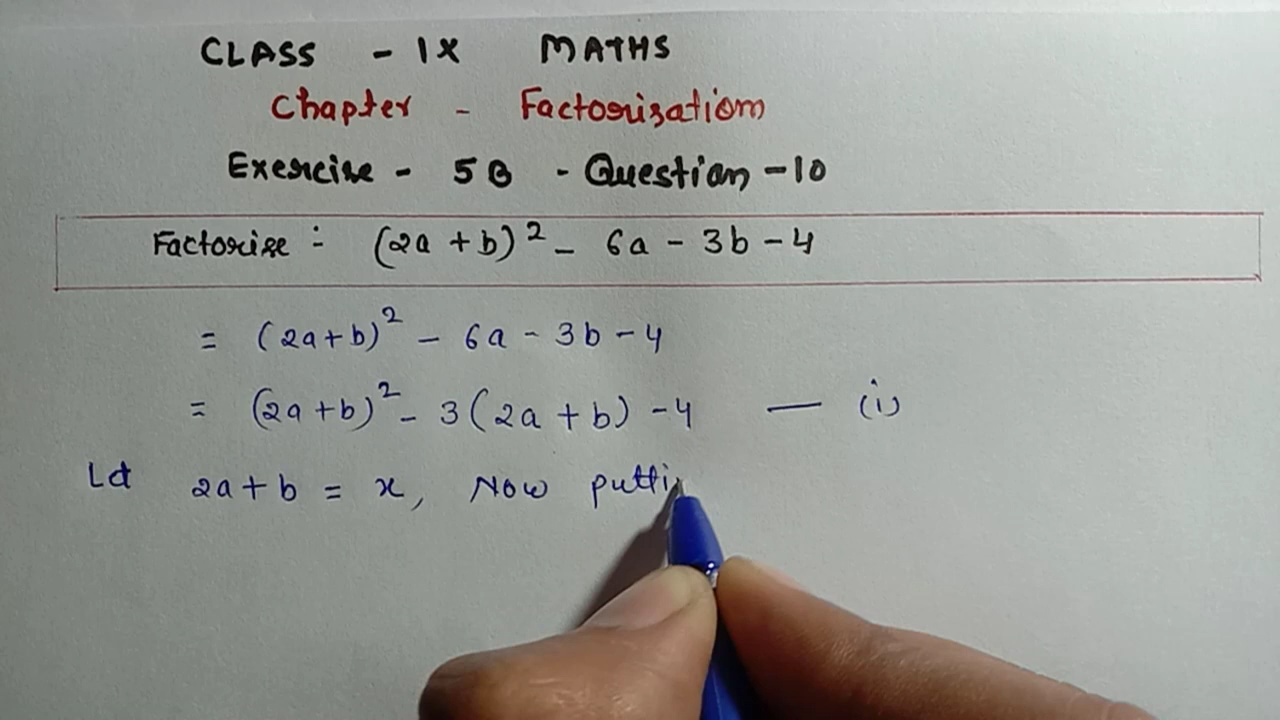 CLASS - IX MATHS
Chapter - Factorisation
Exercise - 5B - Question - 10
Factorise :- (2a + b)² - 6a - 3b - 4
= (2a+b)² - 6a - 3b - 4
= (2a+b)² - 3(2a + b) - 4 — (i)
Let 2a + b = x, Now putti